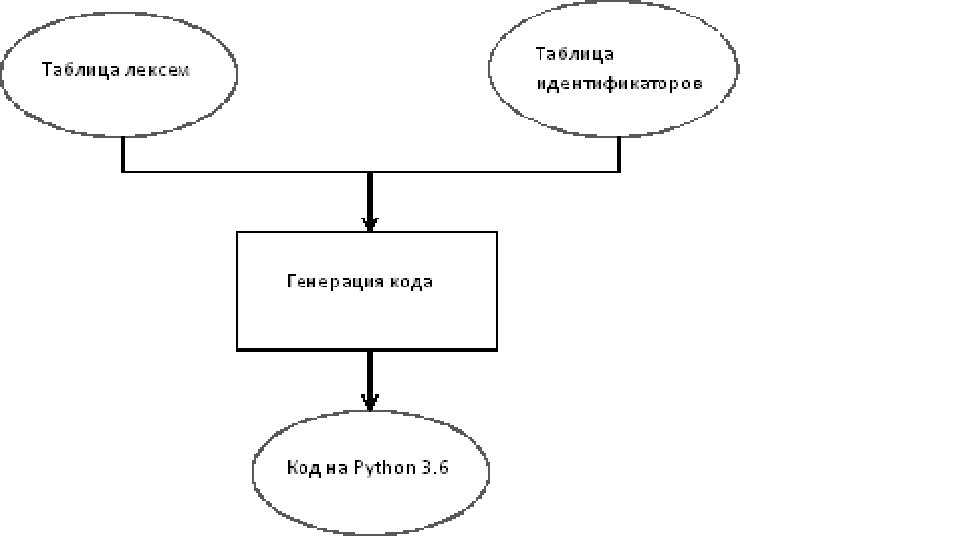 Таблица лексем
Таблица
идентификаторов
Генерация кода
Код на Python 3.6